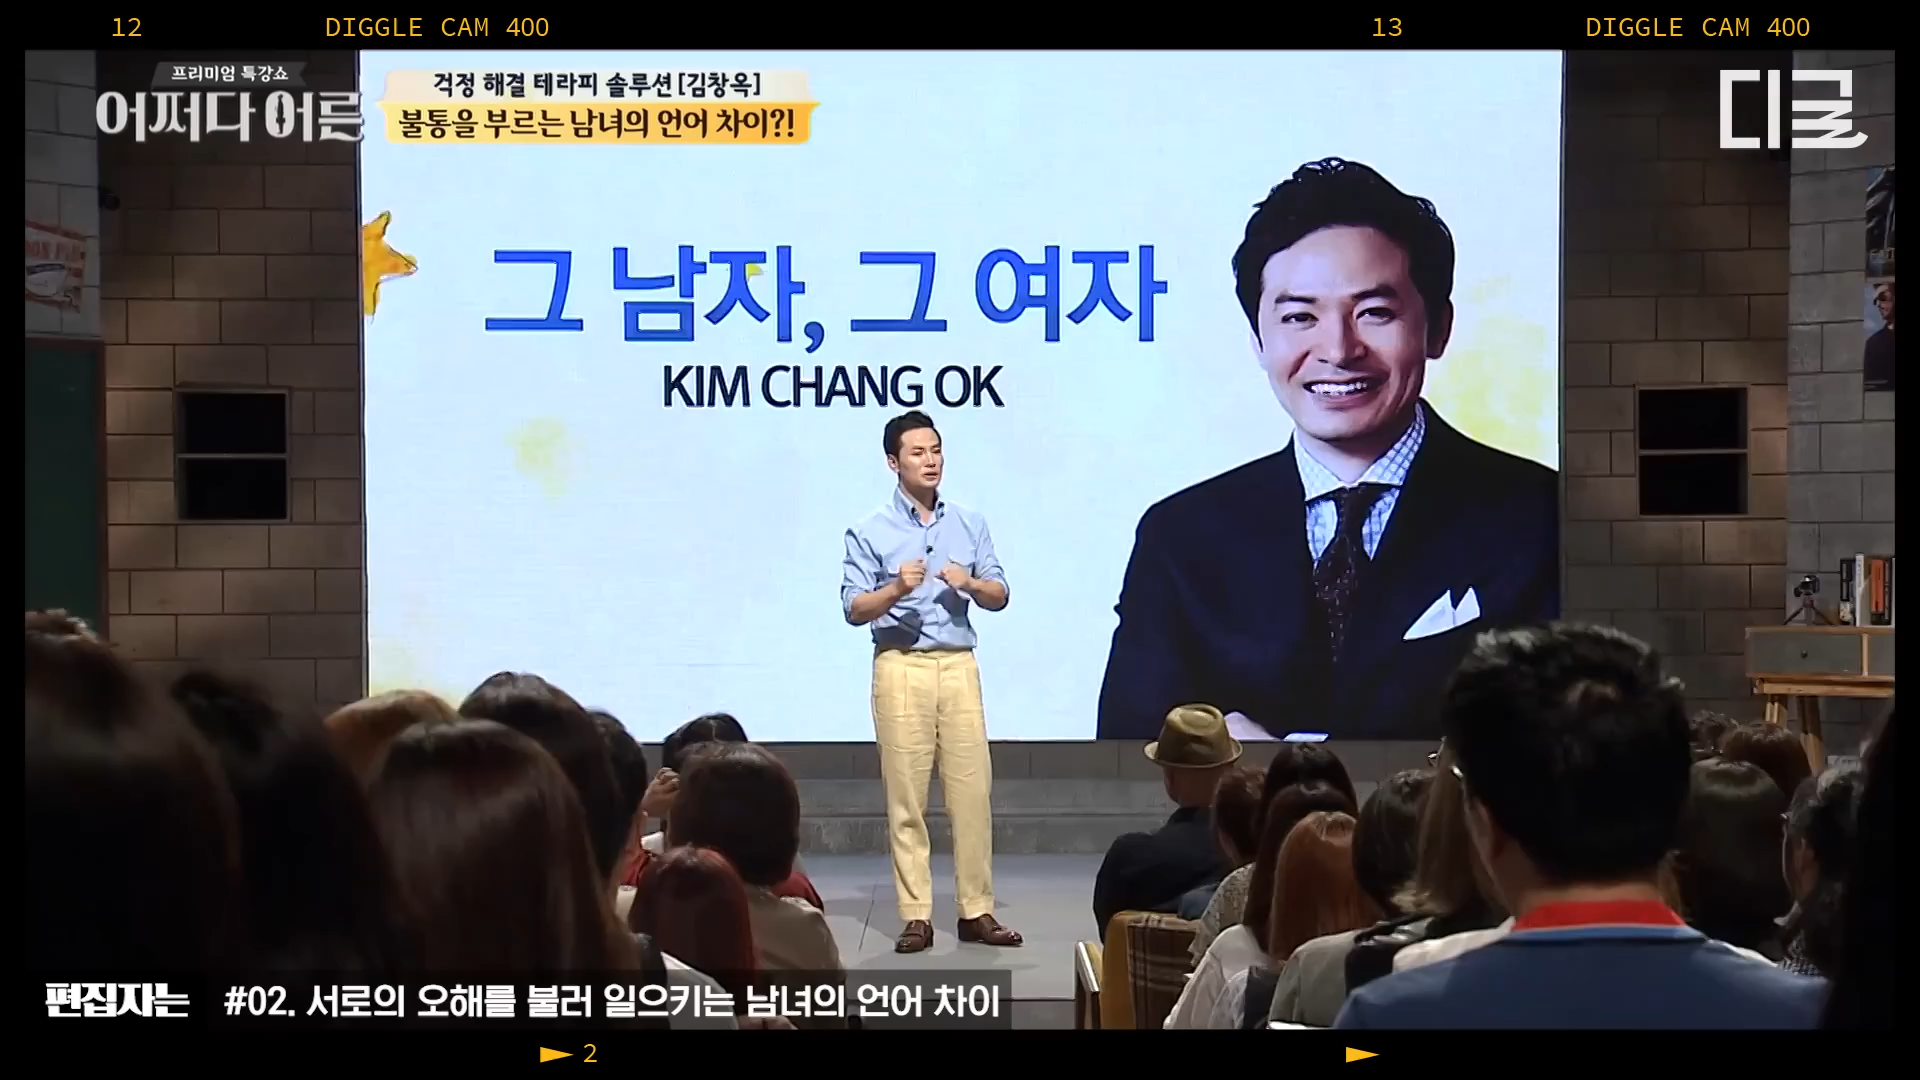 12 DIGGLE CAM 400 13 DIGGLE CAM 400
프리미엄 특강쇼
어쩌다 어른
걱정 해결 테라피 솔루션 [김창옥]
불통을 부르는 남녀의 언어 차이?!
디글
그 남자, 그 여자
KIM CHANG OK
편집자는 #02. 서로의 오해를 불러 일으키는 남녀의 언어 차이
2